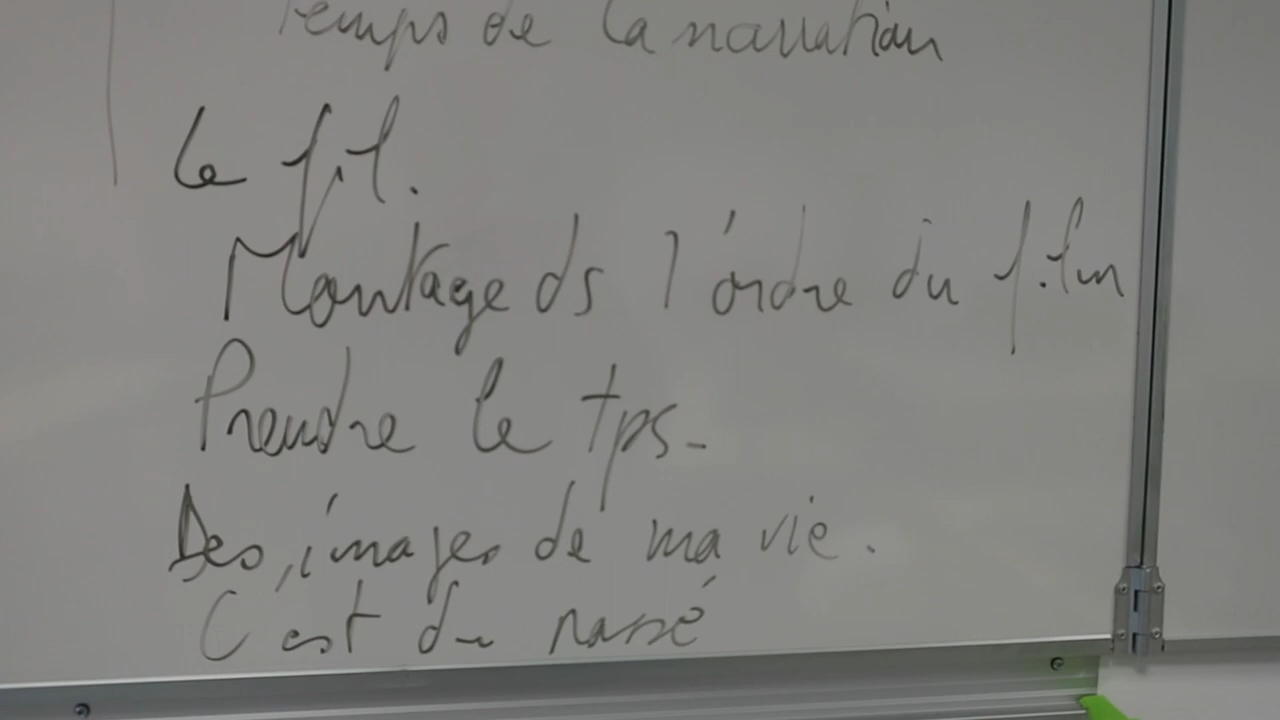 Temps de la narration
Le fil.
Montage ds l'ordre du film
Prendre le tps.
Des images de ma vie.
C'est du passé